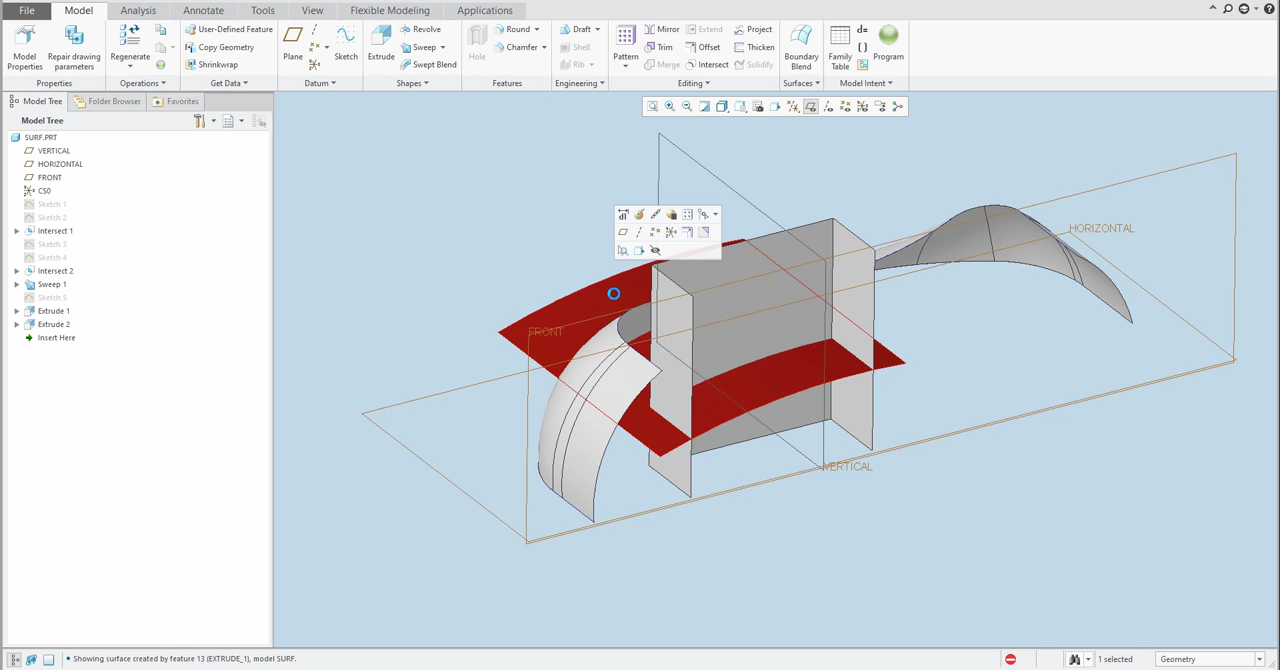 File Model Analysis Annotate Tools View Flexible Modeling Applications
Model Properties
Repair drawing parameters
Properties
Regenerate
Operations
User-Defined Feature
Copy Geometry
Shrinkwrap
Get Data
Plane
Sketch
Datum
Extrude
Revolve
Sweep
Swept Blend
Shapes
Hole
Round
Chamfer
Features
Draft
Shell
Rib
Engineering
Pattern
Mirror Extend Project
Trim Offset Thicken
Merge Intersect Solidify
Editing
Boundary Blend
Surfaces
Family Table
d=
[ ]
Program
Model Intent
Model Tree Folder Browser Favorites
Model Tree
SURF.PRT
VERTICAL
HORIZONTAL
FRONT
CS0
Sketch 1
Sketch 2
Intersect 1
Sketch 3
Sketch 4
Intersect 2
Sweep 1
Sketch 5
Extrude 1
Extrude 2
Insert Here
HORIZONTAL
FRONT
VERTICAL
Showing surface created by feature 13 (EXTRUDE_1), model SURF.
1 selected
Geometry